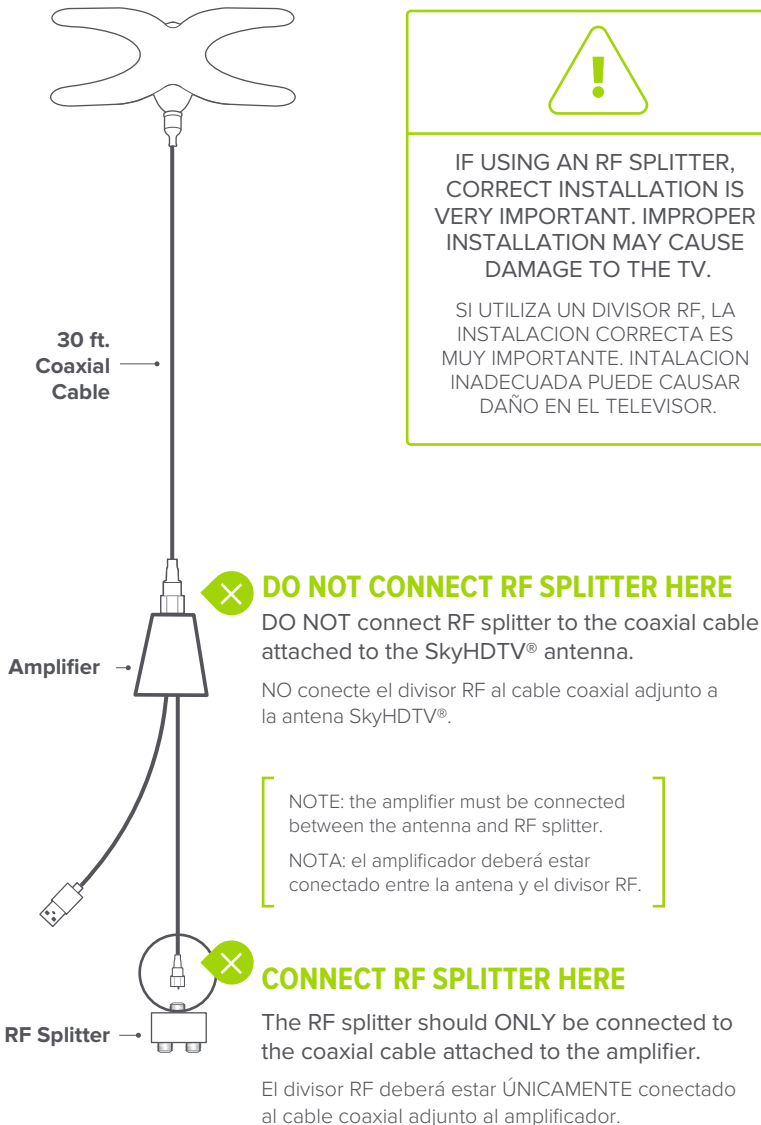 !
IF USING AN RF SPLITTER,
CORRECT INSTALLATION IS
VERY IMPORTANT. IMPROPER
INSTALLATION MAY CAUSE
DAMAGE TO THE TV.
SI UTILIZA UN DIVISOR RF, LA
INSTALACION CORRECTA ES
MUY IMPORTANTE. INTALACION
INADECUADA PUEDE CAUSAR
DAÑO EN EL TELEVISOR.
30 ft.
Coaxial
Cable
DO NOT CONNECT RF SPLITTER HERE
DO NOT connect RF splitter to the coaxial cable
attached to the SkyHDTV® antenna.
NO conecte el divisor RF al cable coaxial adjunto a
la antena SkyHDTV®.
Amplifier
NOTE: the amplifier must be connected
between the antenna and RF splitter.
NOTA: el amplificador deberá estar
conectado entre la antena y el divisor RF.
CONNECT RF SPLITTER HERE
The RF splitter should ONLY be connected to
the coaxial cable attached to the amplifier.
El divisor RF deberá estar ÚNICAMENTE conectado
al cable coaxial adjunto al amplificador.
RF Splitter